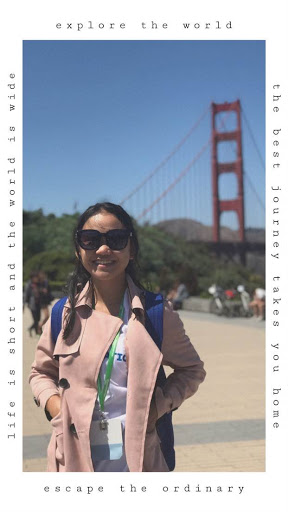 explore the world
life is short and the world is wide
the best journey takes you home
escape the ordinary